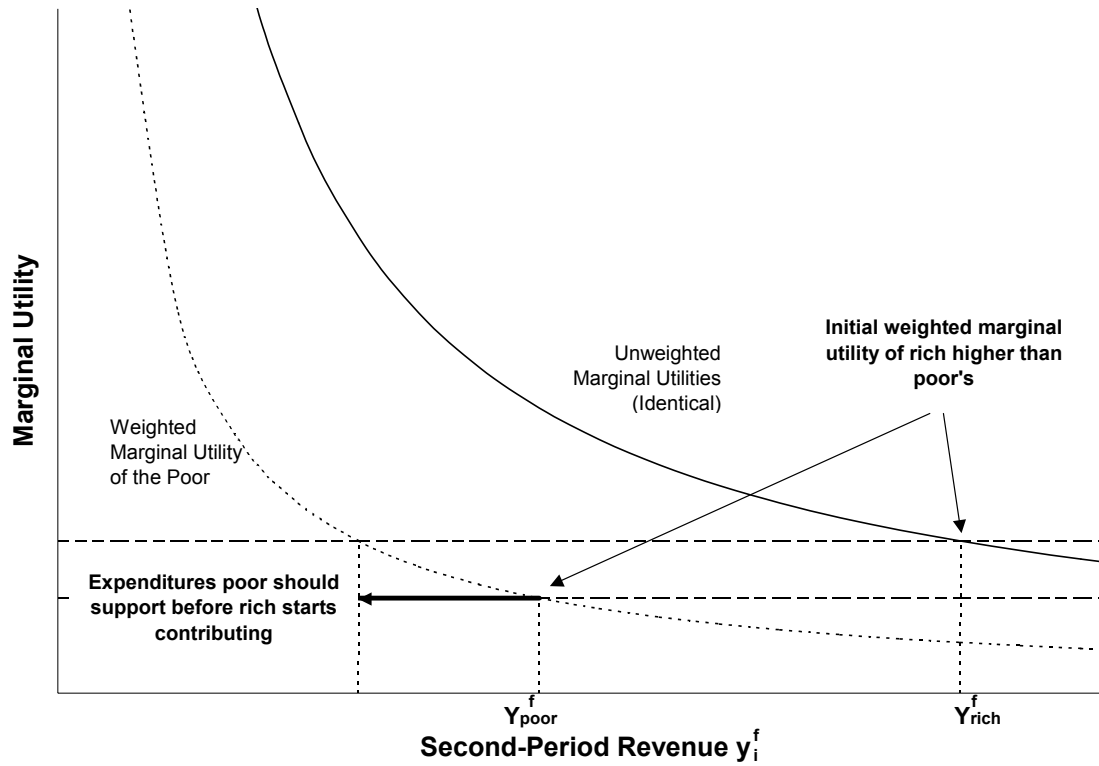 Marginal Utility
Unweighted
Marginal Utilities
(Identical)
Initial weighted marginal
utility of rich higher than
poor's
Weighted
Marginal Utility
of the Poor
Expenditures poor should
support before rich starts
contributing
Y^f_poor
Y^f_rich
Second-Period Revenue y^f_i